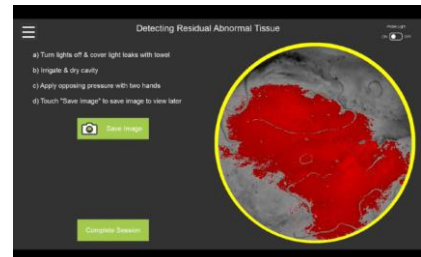 Detecting Residual Abnormal Tissue
a) Turn lights off & cover light leaks with towel
b) Irrigate & dry cavity
c) Apply opposing pressure with two hands
d) Touch "Save Image" to save image to view later
Save Image
Complete Session